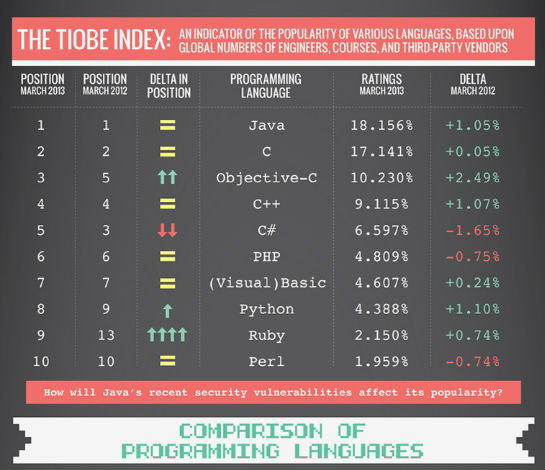 THE TIOBE INDEX: AN INDICATOR OF THE POPULARITY OF VARIOUS LANGUAGES, BASED UPON
GLOBAL NUMBERS OF ENGINEERS, COURSES, AND THIRD-PARTY VENDORS
POSITION POSITION DELTA IN PROGRAMMING RATINGS DELTA
MARCH 2013 MARCH 2012 POSITION LANGUAGE MARCH 2013 MARCH 2012
1 1 = Java 18.156% +1.05%
2 2 = C 17.141% +0.05%
3 5 ↑↑ Objective-C 10.230% +2.49%
4 4 = C++ 9.115% +1.07%
5 3 ↓↓ C# 6.597% -1.65%
6 6 = PHP 4.809% -0.75%
7 7 = (Visual)Basic 4.607% +0.24%
8 9 ↑ Python 4.388% +1.10%
9 13 ↑↑↑↑ Ruby 2.150% +0.74%
10 10 = Perl 1.959% -0.74%
How will Java's recent security vulnerabilities affect its popularity?
COMPARISON OF
PROGRAMMING LANGUAGES